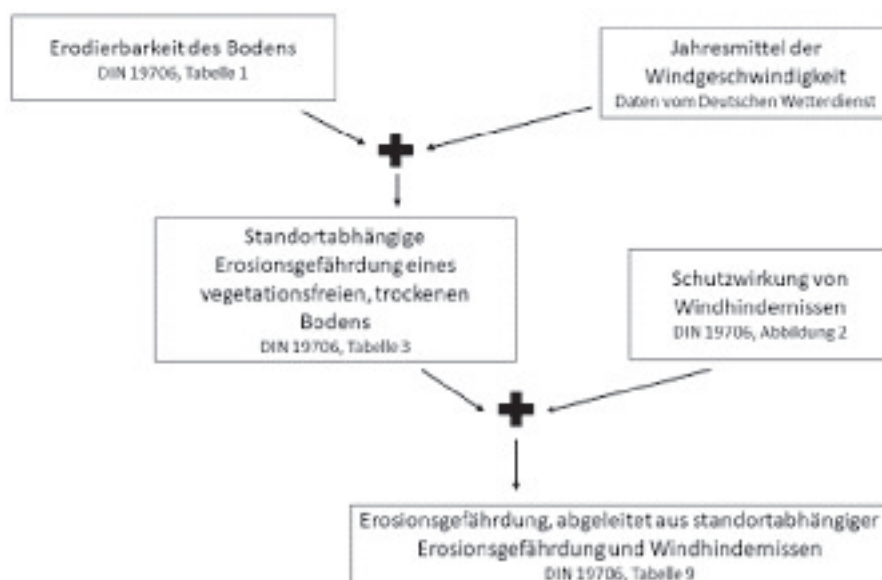 Erodierbarkeit des Bodens
DIN 19706, Tabelle 1
Jahresmittel der
Windgeschwindigkeit
Daten vom Deutschen Wetterdienst
Standortabhängige
Erosionsgefährdung eines
vegetationsfreien, trockenen
Bodens
DIN 19706, Tabelle 3
Schutzwirkung von
Windhindernissen
DIN 19706, Abbildung 2
Erosionsgefährdung, abgeleitet aus standortabhängiger
Erosionsgefährdung und Windhindernissen
DIN 19706, Tabelle 9